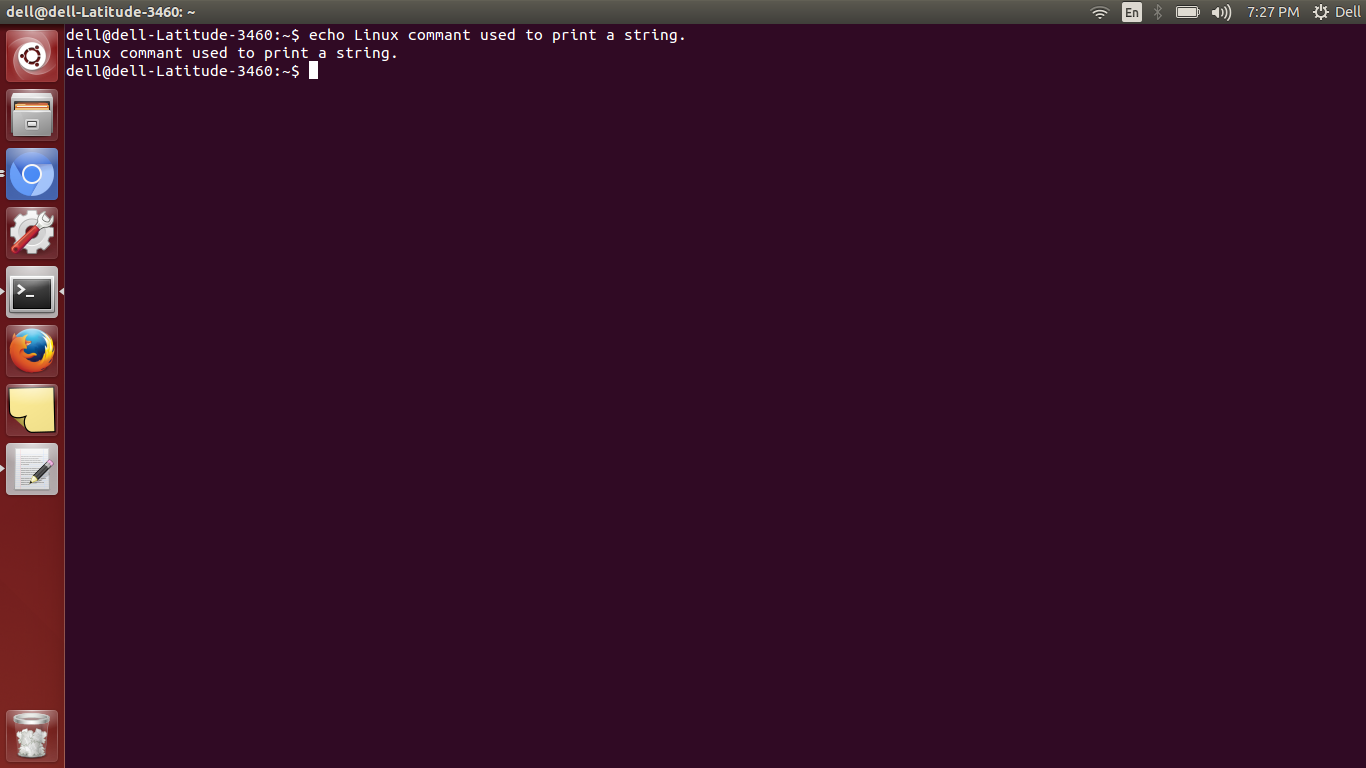 dell@dell-Latitude-3460: ~
En
7:27 PM
Dell
dell@dell-Latitude-3460:~$ echo Linux commant used to print a string.
Linux commant used to print a string.
dell@dell-Latitude-3460:~$
>_